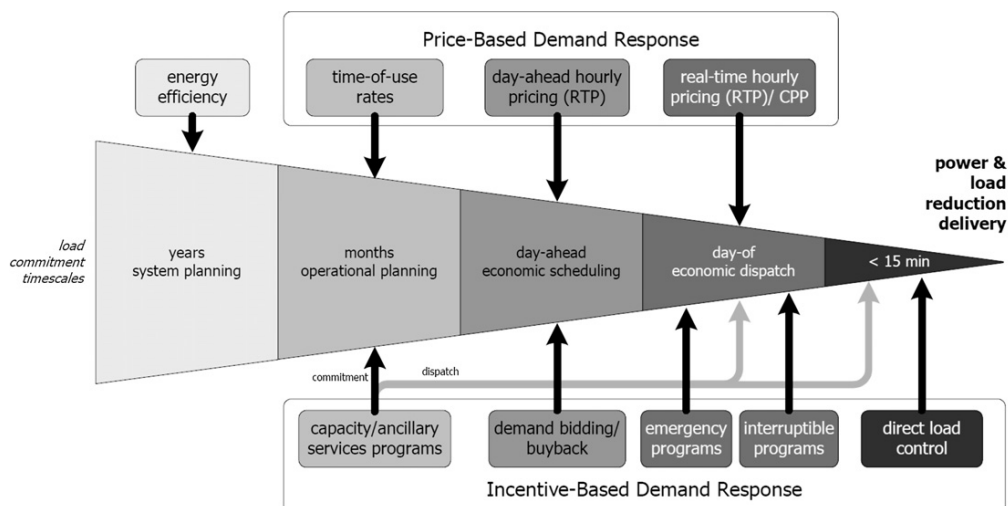 Price-Based Demand Response
energy
efficiency
time-of-use
rates
day-ahead hourly
pricing (RTP)
real-time hourly
pricing (RTP)/ CPP
power &
load
reduction
delivery
load
commitment
timescales
years
system planning
months
operational planning
day-ahead
economic scheduling
day-of
economic dispatch
< 15 min
commitment
dispatch
capacity/ancillary
services programs
demand bidding/
buyback
emergency
programs
interruptible
programs
direct load
control
Incentive-Based Demand Response